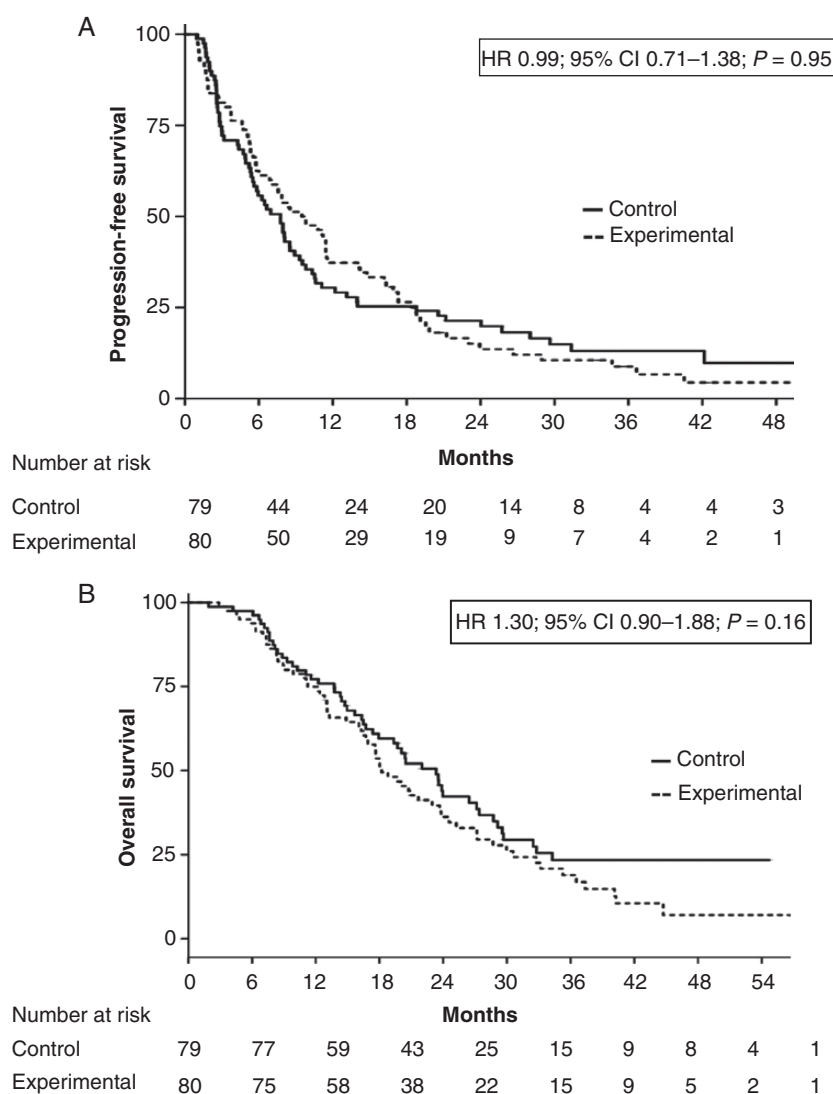 A
HR 0.99; 95% CI 0.71–1.38; P = 0.95
100
75
50
25
0
Progression-free survival
Control
Experimental
0 6 12 18 24 30 36 42 48
Months
Number at risk
Control 79 44 24 20 14 8 4 4 3
Experimental 80 50 29 19 9 7 4 2 1
B
HR 1.30; 95% CI 0.90–1.88; P = 0.16
100
75
50
25
0
Overall survival
Control
Experimental
0 6 12 18 24 30 36 42 48 54
Months
Number at risk
Control 79 77 59 43 25 15 9 8 4 1
Experimental 80 75 58 38 22 15 9 5 2 1